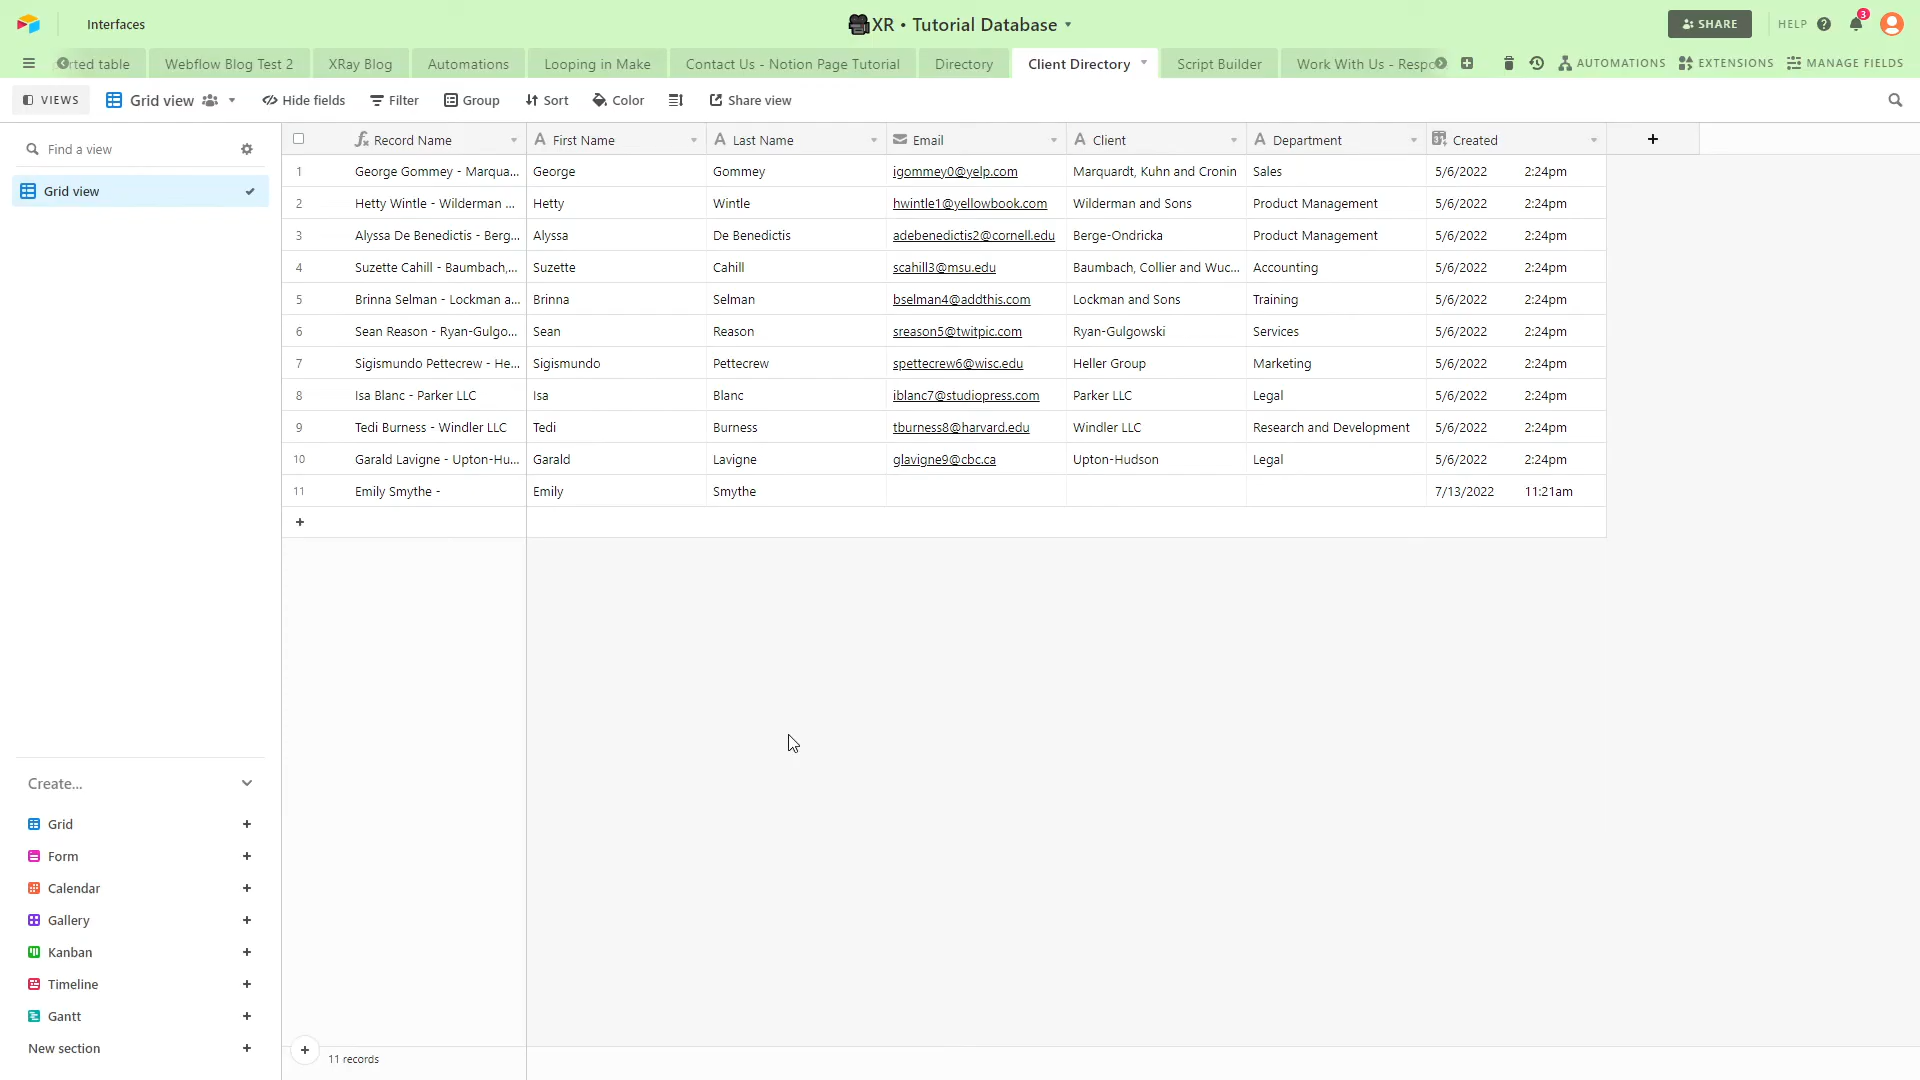 Interfaces
XR • Tutorial Database
SHARE
HELP
3
rted table
Webflow Blog Test 2
XRay Blog
Automations
Looping in Make
Contact Us - Notion Page Tutorial
Directory
Client Directory
Script Builder
Work With Us - Respo
AUTOMATIONS
EXTENSIONS
MANAGE FIELDS
VIEWS
Grid view
Hide fields
Filter
Group
Sort
Color
Share view
Find a view
Grid view
Record Name First Name Last Name Email Client Department Created
1 George Gommey - Marqua... George Gommey igommey0@yelp.com Marquardt, Kuhn and Cronin Sales 5/6/2022 2:24pm
2 Hetty Wintle - Wilderman ... Hetty Wintle hwintle1@yellowbook.com Wilderman and Sons Product Management 5/6/2022 2:24pm
3 Alyssa De Benedictis - Berg... Alyssa De Benedictis adebenedictis2@cornell.edu Berge-Ondricka Product Management 5/6/2022 2:24pm
4 Suzette Cahill - Baumbach,... Suzette Cahill scahill3@msu.edu Baumbach, Collier and Wuc... Accounting 5/6/2022 2:24pm
5 Brinna Selman - Lockman a... Brinna Selman bselman4@addthis.com Lockman and Sons Training 5/6/2022 2:24pm
6 Sean Reason - Ryan-Gulgo... Sean Reason sreason5@twitpic.com Ryan-Gulgowski Services 5/6/2022 2:24pm
7 Sigismundo Pettecrew - He... Sigismundo Pettecrew spettecrew6@wisc.edu Heller Group Marketing 5/6/2022 2:24pm
8 Isa Blanc - Parker LLC Isa Blanc iblanc7@studiopress.com Parker LLC Legal 5/6/2022 2:24pm
9 Tedi Burness - Windler LLC Tedi Burness tburness8@harvard.edu Windler LLC Research and Development 5/6/2022 2:24pm
10 Garald Lavigne - Upton-Hu... Garald Lavigne glavigne9@cbc.ca Upton-Hudson Legal 5/6/2022 2:24pm
11 Emily Smythe - Emily Smythe 7/13/2022 11:21am
Create...
Grid
Form
Calendar
Gallery
Kanban
Timeline
Gantt
New section
11 records